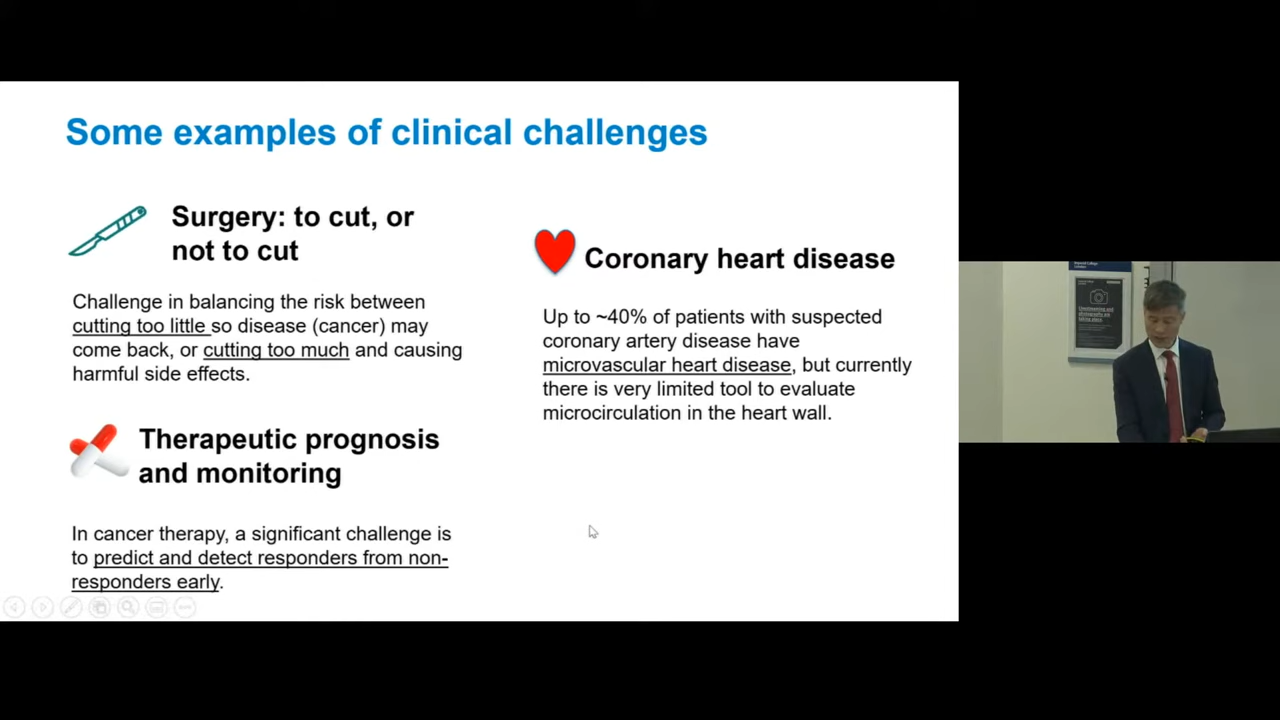 Some examples of clinical challenges
Surgery: to cut, or
not to cut
Challenge in balancing the risk between
cutting too little so disease (cancer) may
come back, or cutting too much and causing
harmful side effects.
Therapeutic prognosis
and monitoring
In cancer therapy, a significant challenge is
to predict and detect responders from non-
responders early.
Coronary heart disease
Up to ~40% of patients with suspected
coronary artery disease have
microvascular heart disease, but currently
there is very limited tool to evaluate
microcirculation in the heart wall.